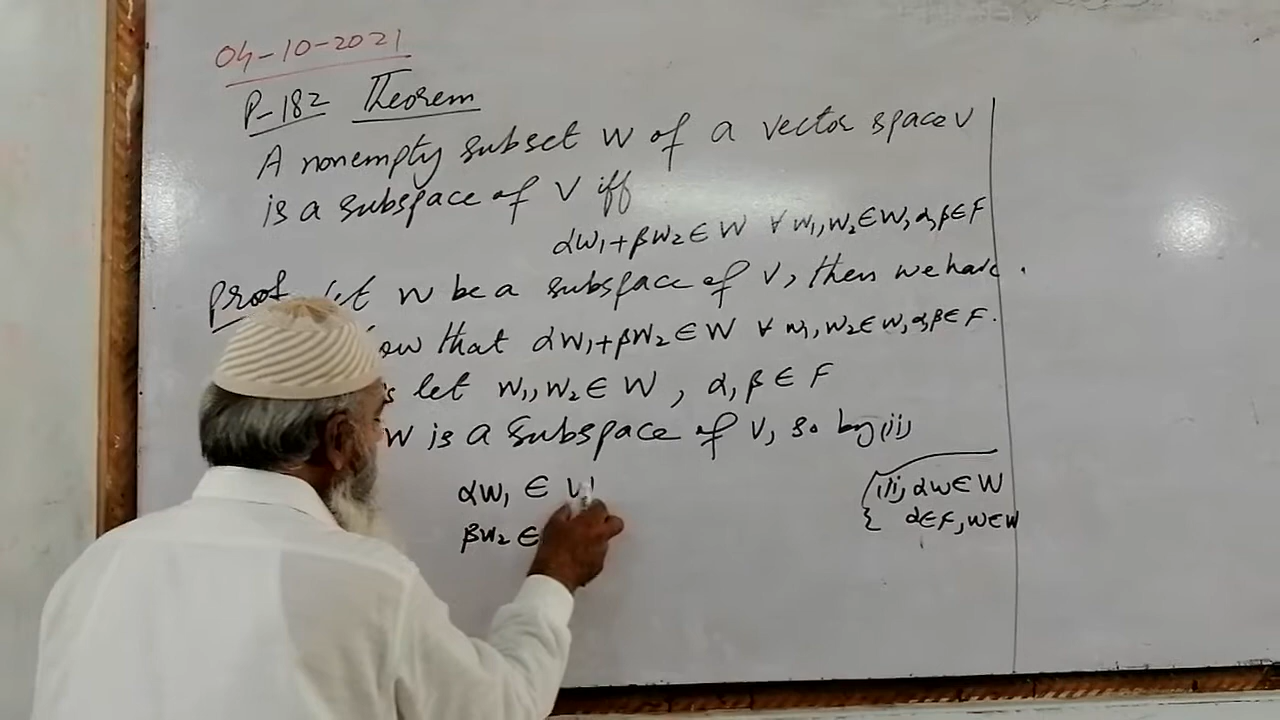 04-10-2021
P-182 Theorem
A nonempty subset W of a vector space V
is a subspace of V iff
αw₁+βw₂∈W ∀ w₁,w₂∈W, α,β∈F
Proof W be a subspace of V, then we have
that αw₁+βw₂∈W ∀ w₁,w₂∈W, α,β∈F.
let w₁,w₂∈W, α,β∈F
W is a subspace of V, so by (ii)
αw₁ ∈ W
βw₂ ∈
(ii) αw∈W
α∈F, w∈W